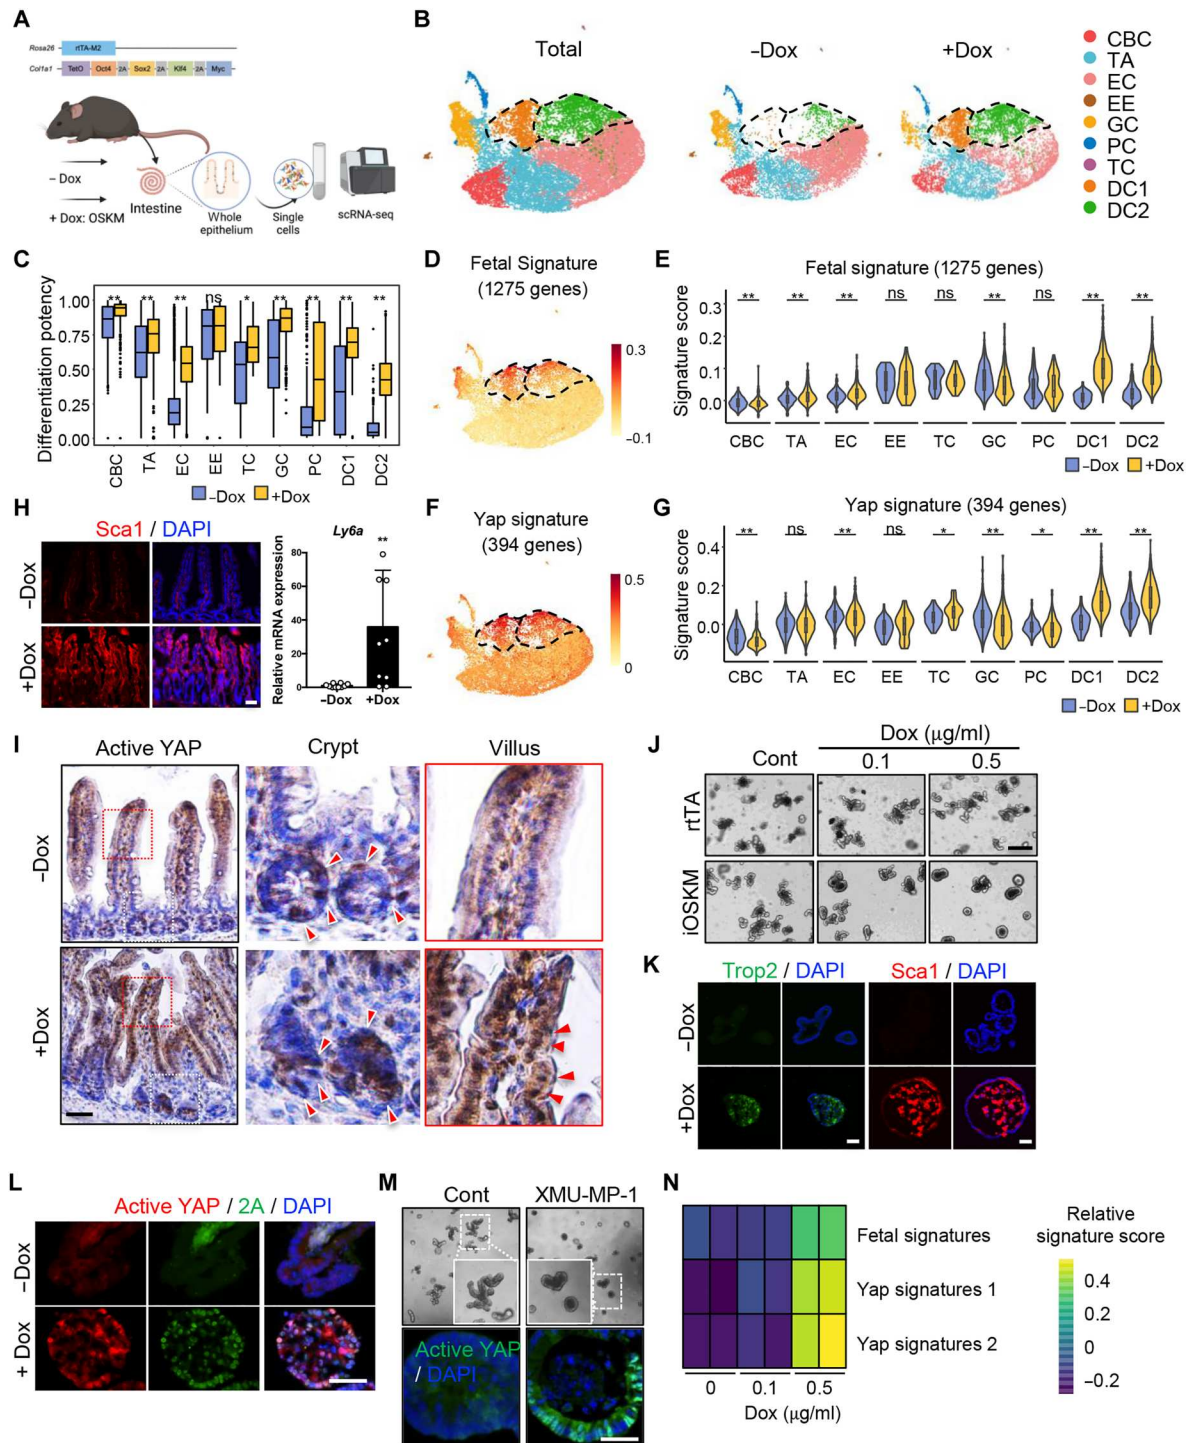 A
Rosa26 rtTA-M2
Col1a1 TetO Oct4 2A Sox2 2A Klf4 2A Myc
– Dox
+ Dox: OSKM
Intestine
Whole
epithelium
Single
cells
scRNA-seq
B
Total
–Dox
+Dox
CBC
TA
EC
EE
GC
PC
TC
DC1
DC2
C
Differentiation potency
1.00
0.75
0.50
0.25
0.00
** ** ** ns * ** ** ** **
CBC TA EC EE TC GC PC DC1 DC2
–Dox +Dox
D
Fetal Signature
(1275 genes)
0.3
–0.1
E
Fetal signature (1275 genes)
Signature score
0.3
0.1
0.0
** ** ** ns ns ** ns ** **
CBC TA EC EE TC GC PC DC1 DC2
–Dox +Dox
F
Yap signature
(394 genes)
0.5
0
G
Yap signature (394 genes)
Signature score
0.4
0.2
0.0
** ns ** ns * ** * ** **
CBC TA EC EE TC GC PC DC1 DC2
–Dox +Dox
H
Sca1 / DAPI
–Dox
+Dox
Ly6a
**
Relative mRNA expression
80
60
40
20
0
–Dox +Dox
I
Active YAP
Crypt
Villus
–Dox
+Dox
J
Dox (μg/ml)
Cont 0.1 0.5
rtTA
iOSKM
K
Trop2 / DAPI Sca1 / DAPI
–Dox
+Dox
L
Active YAP / 2A / DAPI
–Dox
+ Dox
M
Cont XMU-MP-1
Active YAP
/ DAPI
N
Fetal signatures
Yap signatures 1
Yap signatures 2
0 0.1 0.5
Dox (μg/ml)
Relative
signature score
0.4
0.2
0
–0.2